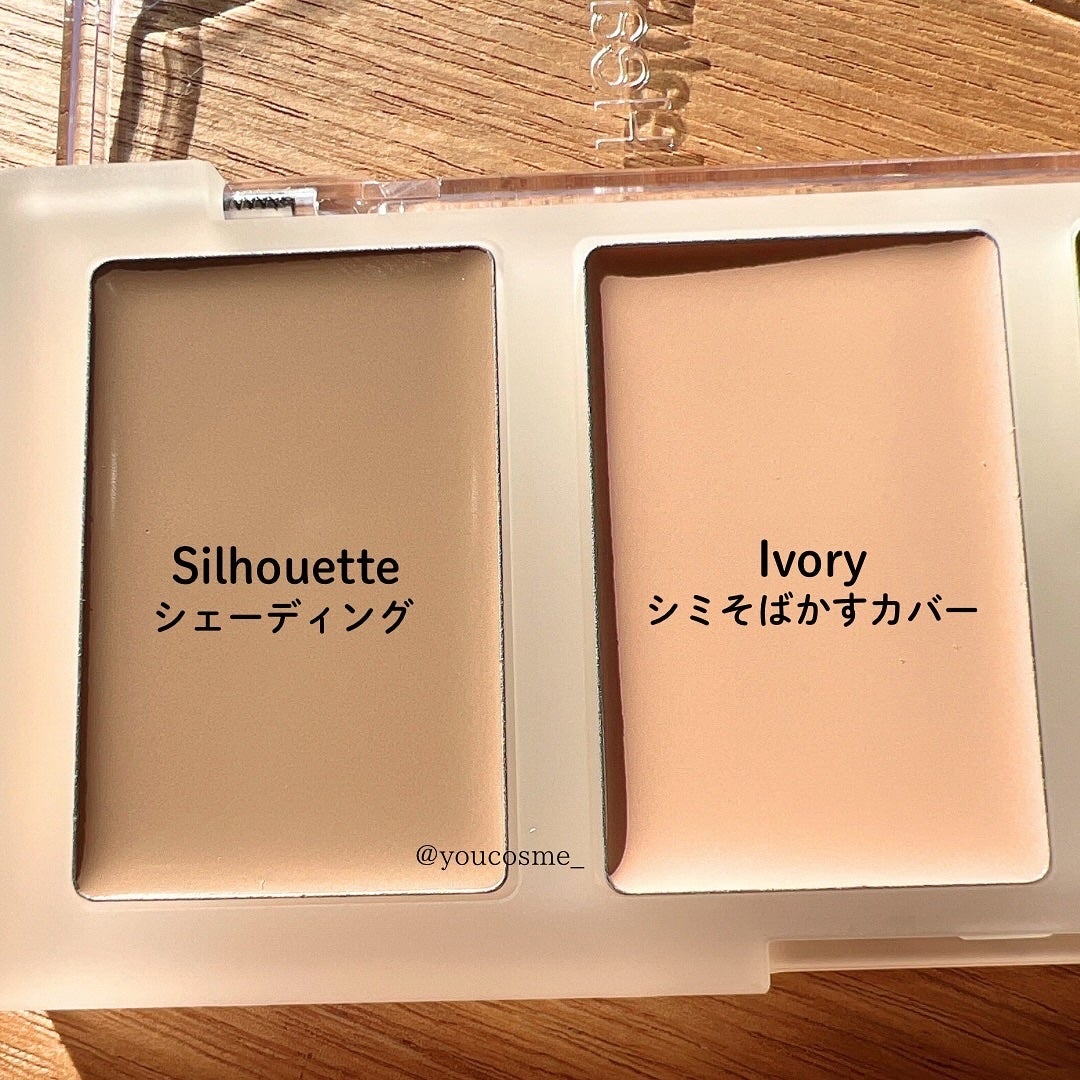 Silhouette
シェーディング
Ivory
シミそばかすカバー
@youcosme_